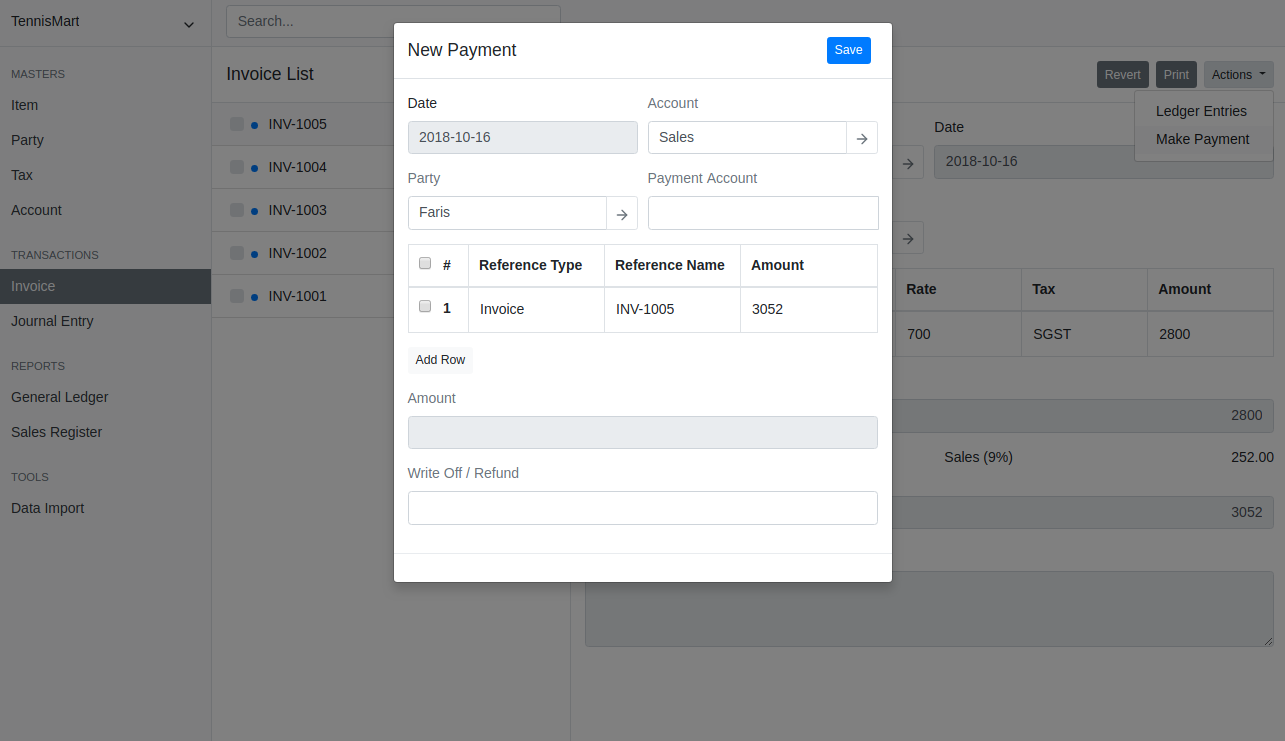 TennisMart
Search...
MASTERS
Item
Party
Tax
Account
TRANSACTIONS
Invoice
Journal Entry
REPORTS
General Ledger
Sales Register
TOOLS
Data Import
Invoice List
INV-1005
INV-1004
INV-1003
INV-1002
INV-1001
New Payment Save
Date Account
2018-10-16 Sales
Party Payment Account
Faris
# Reference Type Reference Name Amount
1 Invoice INV-1005 3052
Add Row
Amount
Write Off / Refund
Revert Print Actions
Ledger Entries
Make Payment
Date
2018-10-16
Rate Tax Amount
700 SGST 2800
2800
Sales (9%) 252.00
3052